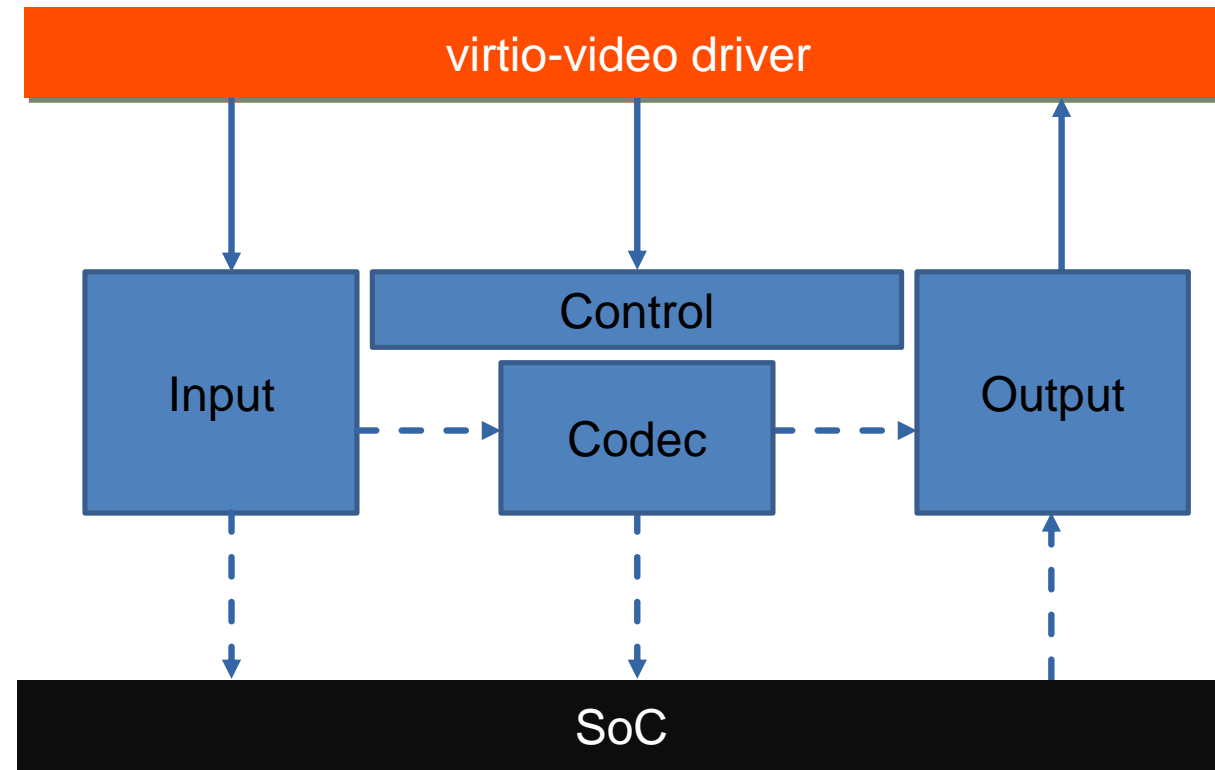 virtio-video driver
Control
Input
Output
Codec
SoC